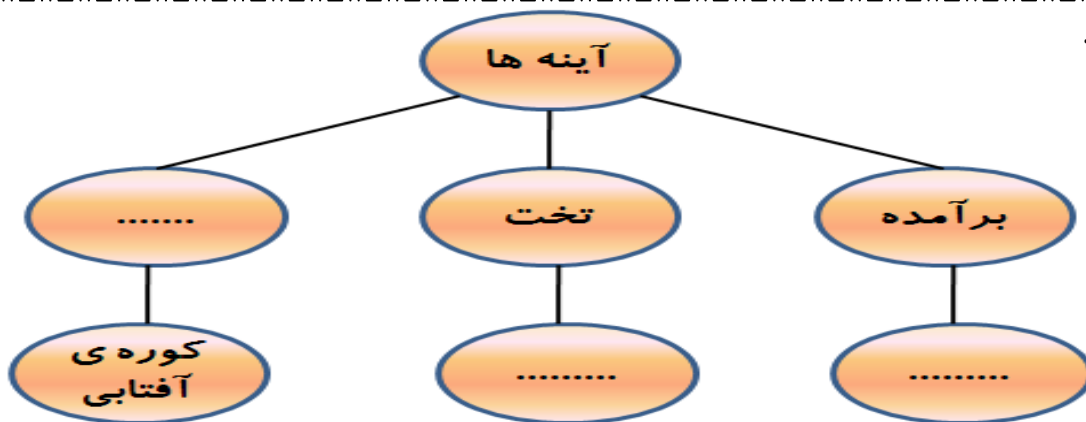 آینه ها
برآمده
تخت
.......
.........
.........
کوره ی
آفتابی